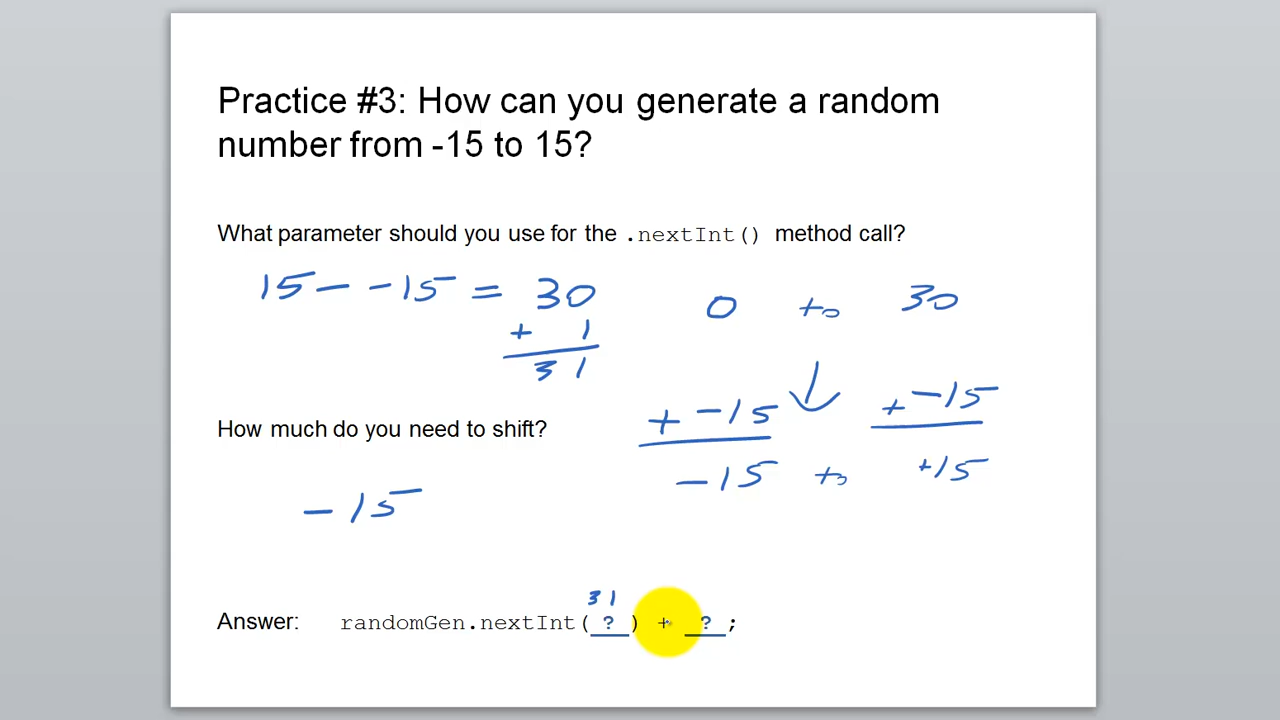 Practice #3: How can you generate a random
number from -15 to 15?
What parameter should you use for the .nextInt() method call?
15 - -15 = 30
+ 1
31
0 to 30
+ -15 + -15
-15 to +15
How much do you need to shift?
-15
31
Answer: randomGen.nextInt( ? ) + ? ;